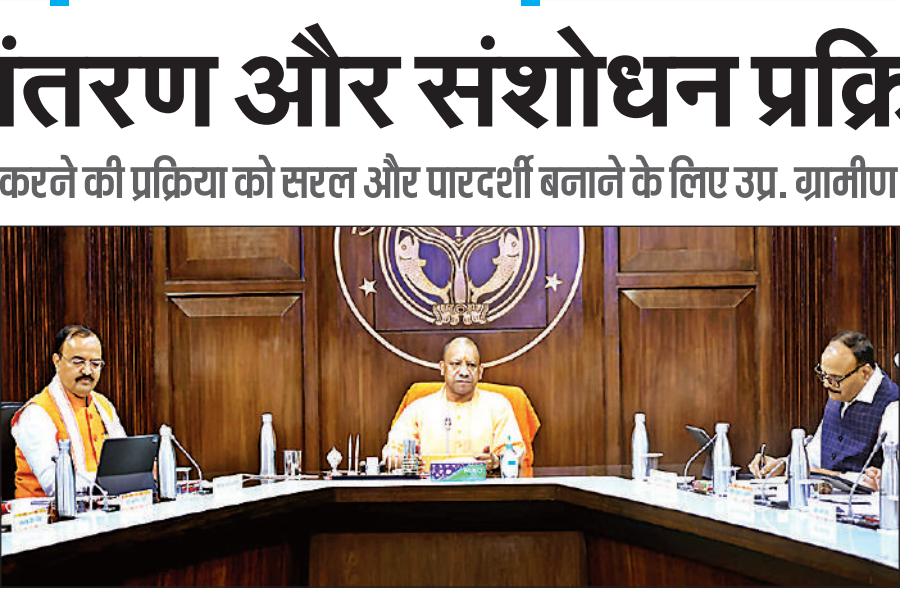 ंतरण और संशोधन प्रक्रि
करने की प्रक्रिया को सरल और पारदर्शी बनाने के लिए उप्र. ग्रामीण